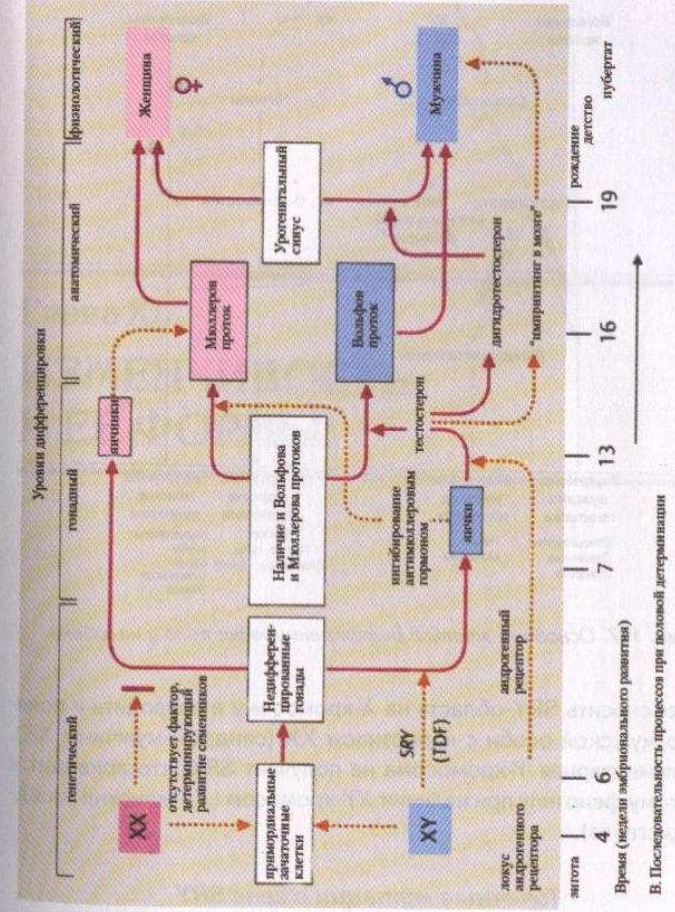 Уровни дифференцировки
генетический
гонадный
анатомический
физиологический
XX
отсутствует фактор,
детерминирующий
развитие семенников
яичники
Мюллеров
проток
Женщина
♀
примордиальные
зачаточные
клетки
Недифферен-
цированные
гонады
Наличие и Вольфова
и Мюллерова протоков
Урогенитальный
синус
XY
SRY
(TDF)
ингибирование
антимюллеровым
гормоном
яички
Вольфов
проток
тестостерон
дигидротестостерон
Мужчина
♂
локус
андрогенного
рецептора
андрогенный
рецептор
"импринтинг в мозге"
зигота
4
6
7
13
16
19
рождение
детство
пубертат
Время (недели эмбрионального развития)
В. Последовательность процессов при половой детерминации